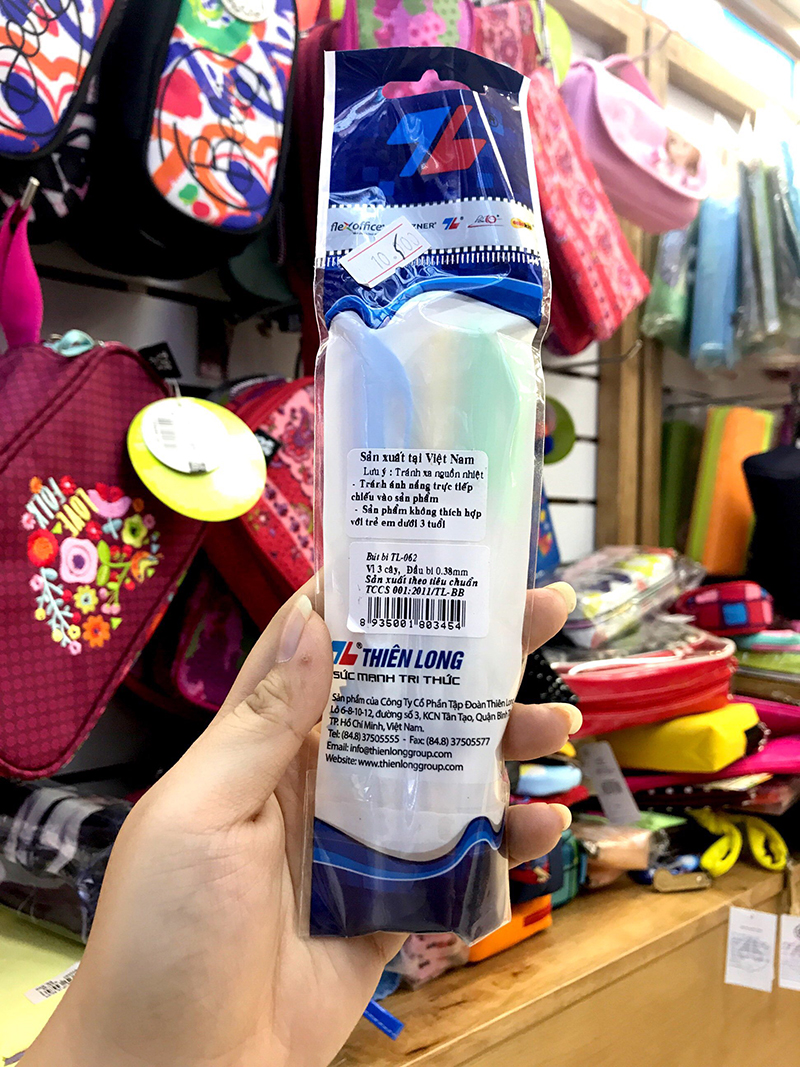 TL
flexoffice
TL®
10.500
Sản xuất tại Việt Nam
Lưu ý : Tránh xa nguồn nhiệt
- Tránh ánh nắng trực tiếp
chiếu vào sản phẩm
- Sản phẩm không thích hợp
với trẻ em dưới 3 tuổi
Bút bi TL-062
Vỉ 3 cây, Đầu bi 0.38mm
Sản xuất theo tiêu chuẩn
TCCS 001:2011/TL-BB
8 935001 803454
TL® THIÊN LONG
SỨC MẠNH TRI THỨC
Sản phẩm của Công Ty Cổ Phần Tập Đoàn Thiên Long
Lô 6-8-10-12, đường số 3, KCN Tân Tạo, Quận Bình
TP. Hồ Chí Minh, Việt Nam.
Tel: (84.8) 37505555 - Fax: (84.8) 37505577
Email: info@thienlonggroup.com
Website: www.thienlonggroup.com